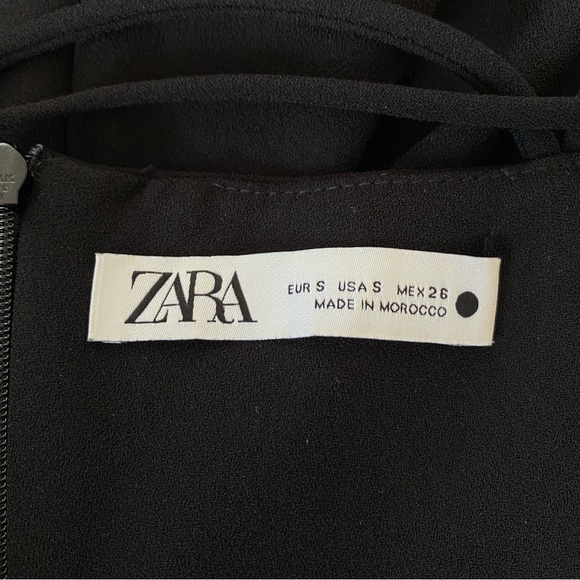 ZARA
EUR S USA S MEX 26
MADE IN MOROCCO